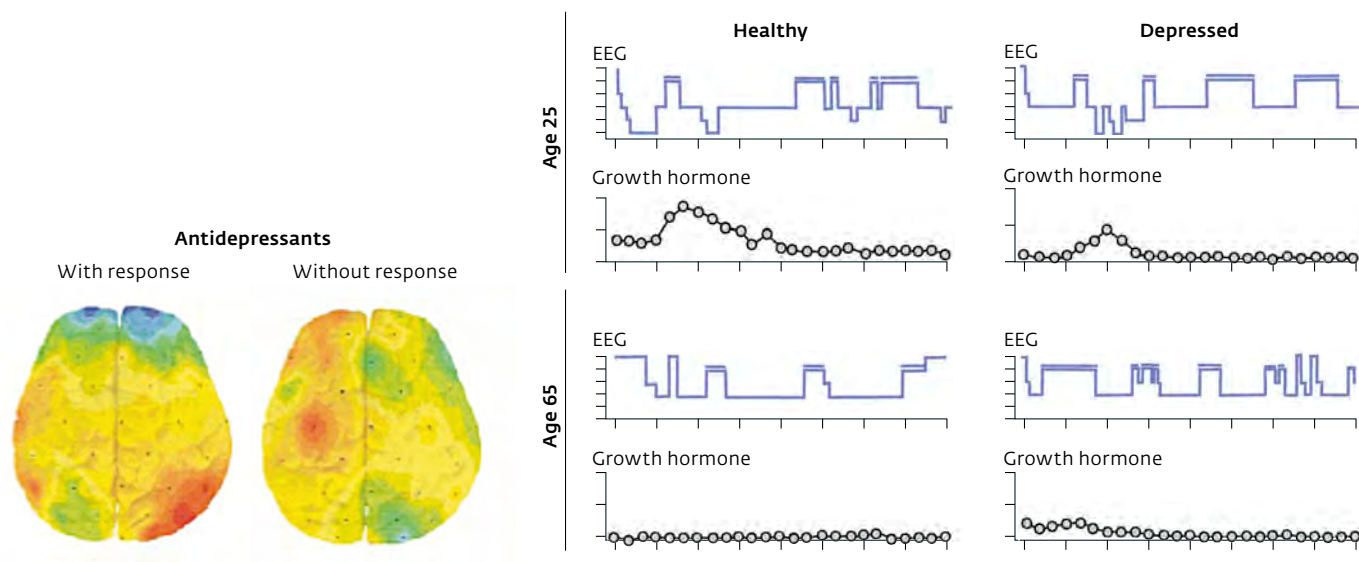 Antidepressants
With response
Without response
Healthy
Depressed
Age 25
EEG
EEG
Growth hormone
Growth hormone
Age 65
EEG
EEG
Growth hormone
Growth hormone